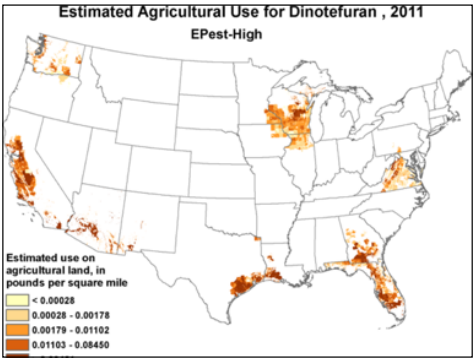 Estimated Agricultural Use for Dinotefuran , 2011
EPest-High
Estimated use on
agricultural land, in
pounds per square mile
< 0.00028
0.00028 - 0.00178
0.00179 - 0.01102
0.01103 - 0.08450